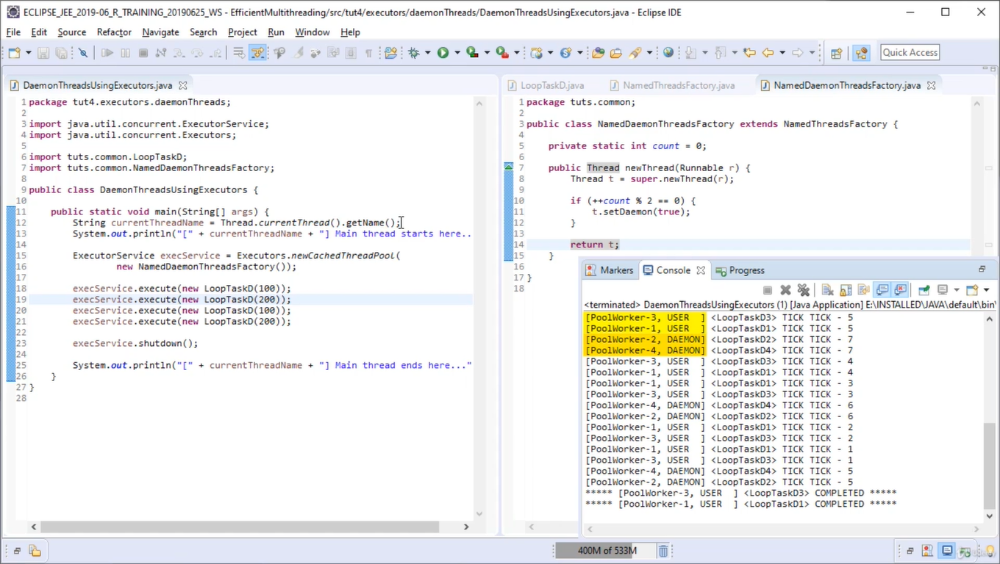 ECLIPSE_JEE_2019-06_R_TRAINING_20190625_WS - EfficientMultithreading/src/tut4/executors/daemonThreads/DaemonThreadsUsingExecutors.java - Eclipse IDE
File Edit Source Refactor Navigate Search Project Run Window Help
Quick Access
DaemonThreadsUsingExecutors.java
1 package tut4.executors.daemonThreads;
2
3 import java.util.concurrent.ExecutorService;
4 import java.util.concurrent.Executors;
5
6 import tuts.common.LoopTaskD;
7 import tuts.common.NamedDaemonThreadsFactory;
8
9 public class DaemonThreadsUsingExecutors {
10
11 public static void main(String[] args) {
12 String currentThreadName = Thread.currentThread().getName();
13 System.out.println("[" + currentThreadName + "] Main thread starts here..
14
15 ExecutorService execService = Executors.newCachedThreadPool(
16 new NamedDaemonThreadsFactory());
17
18 execService.execute(new LoopTaskD(100));
19 execService.execute(new LoopTaskD(200));
20 execService.execute(new LoopTaskD(100));
21 execService.execute(new LoopTaskD(200));
22
23 execService.shutdown();
24
25 System.out.println("[" + currentThreadName + "] Main thread ends here..."
26 }
27 }
28
LoopTaskD.java NamedThreadsFactory.java NamedDaemonThreadsFactory.java
1 package tuts.common;
2
3 public class NamedDaemonThreadsFactory extends NamedThreadsFactory {
4
5 private static int count = 0;
6
7 public Thread newThread(Runnable r) {
8 Thread t = super.newThread(r);
9
10 if (++count % 2 == 0) {
11 t.setDaemon(true);
12 }
13
14 return t;
15 }
16
17 }
18
Markers Console Progress
<terminated> DaemonThreadsUsingExecutors (1) [Java Application] E:\INSTALLED\JAVA\default\bin\
[PoolWorker-3, USER ] <LoopTaskD3> TICK TICK - 5
[PoolWorker-1, USER ] <LoopTaskD1> TICK TICK - 5
[PoolWorker-2, DAEMON] <LoopTaskD2> TICK TICK - 7
[PoolWorker-4, DAEMON] <LoopTaskD4> TICK TICK - 7
[PoolWorker-3, USER ] <LoopTaskD3> TICK TICK - 4
[PoolWorker-1, USER ] <LoopTaskD1> TICK TICK - 4
[PoolWorker-1, USER ] <LoopTaskD1> TICK TICK - 3
[PoolWorker-3, USER ] <LoopTaskD3> TICK TICK - 3
[PoolWorker-4, DAEMON] <LoopTaskD4> TICK TICK - 6
[PoolWorker-2, DAEMON] <LoopTaskD2> TICK TICK - 6
[PoolWorker-1, USER ] <LoopTaskD1> TICK TICK - 2
[PoolWorker-3, USER ] <LoopTaskD3> TICK TICK - 2
[PoolWorker-1, USER ] <LoopTaskD1> TICK TICK - 1
[PoolWorker-3, USER ] <LoopTaskD3> TICK TICK - 1
[PoolWorker-4, DAEMON] <LoopTaskD4> TICK TICK - 5
[PoolWorker-2, DAEMON] <LoopTaskD2> TICK TICK - 5
***** [PoolWorker-3, USER ] <LoopTaskD3> COMPLETED *****
***** [PoolWorker-1, USER ] <LoopTaskD1> COMPLETED *****
400M of 533M